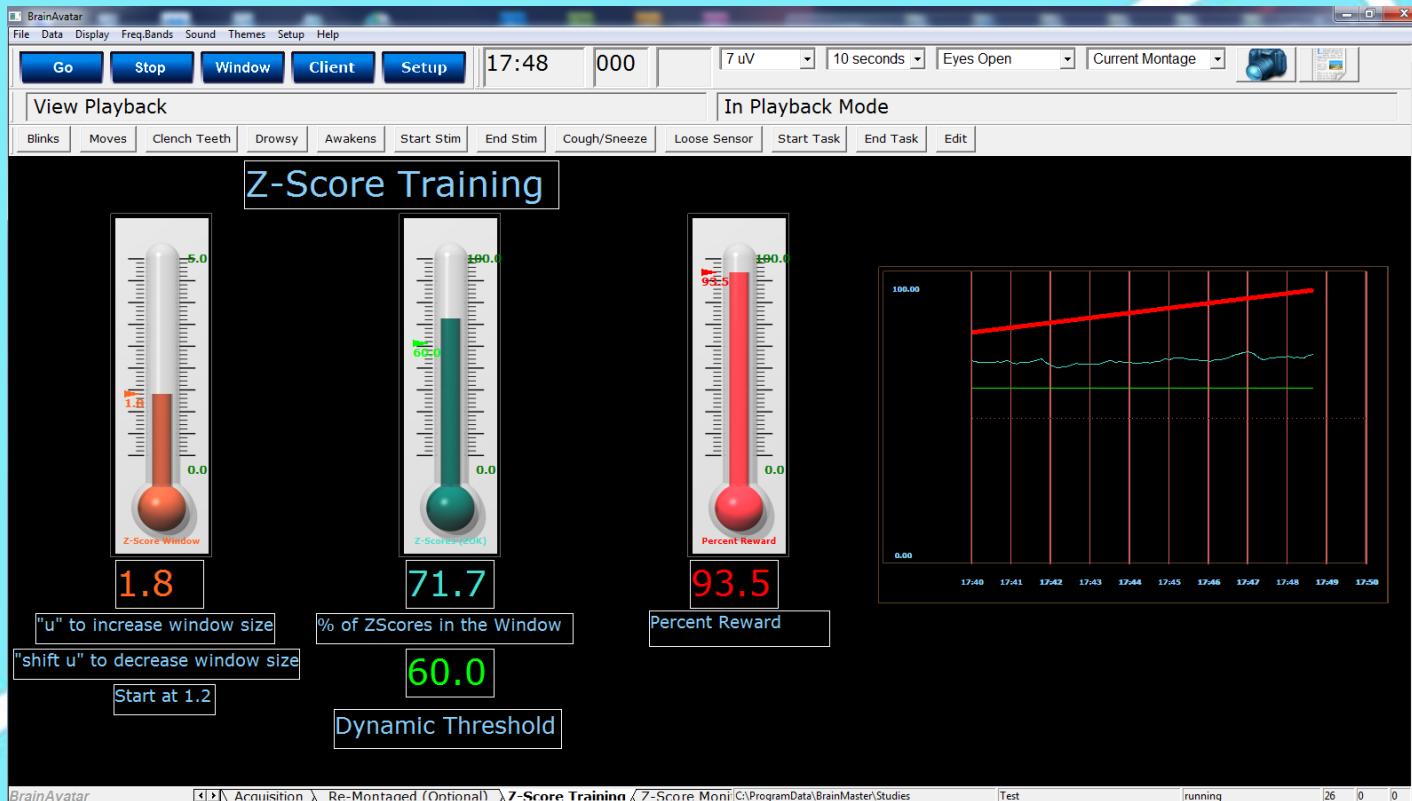 BrainAvatar
File Data Display Freq.Bands Sound Themes Setup Help
Go Stop Window Client Setup 17:48 000 7 uV 10 seconds Eyes Open Current Montage
View Playback In Playback Mode
Blinks Moves Clench Teeth Drowsy Awakens Start Stim End Stim Cough/Sneeze Loose Sensor Start Task End Task Edit
Z-Score Training
5.0 100.0 100.0
93.5
60.0
0.0 0.0 0.0
Z-Score Window Z-Scores (ZOK) Percent Reward
100.00
0.00
17:40 17:41 17:42 17:43 17:44 17:45 17:46 17:47 17:48 17:49 17:50
1.8 71.7 93.5
"u" to increase window size % of ZScores in the Window Percent Reward
"shift u" to decrease window size 60.0
Start at 1.2
Dynamic Threshold
BrainAvatar Acquisition Re-Montaged (Optional) Z-Score Training Z-Score Moni C:\ProgramData\BrainMaster\Studies Test running 26 0 0